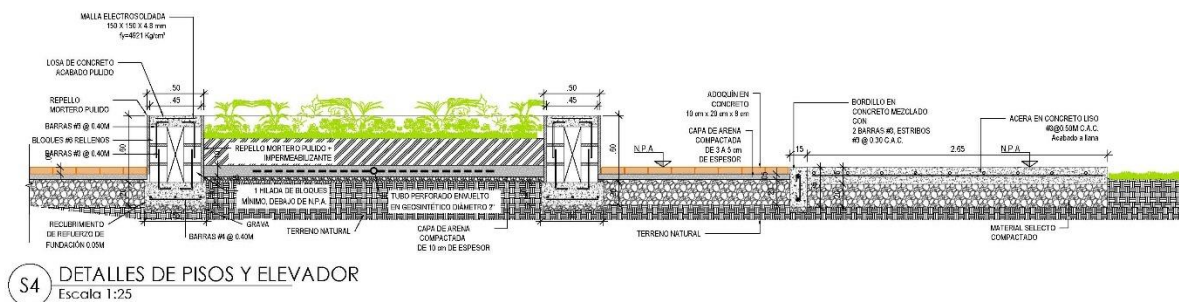 MALLA ELECTROSOLDADA
150 X 150 X 4.8 mm
fy=4921 Kg/cm²
LOSA DE CONCRETO
ACABADO PULIDO
REPELLO
MORTERO PULIDO
BARRAS #3 @ 0.40M
BLOQUES #6 RELLENOS
BARRAS #3 @ 0.40M
.50
.45
.60
REPELLO MORTERO PULIDO +
IMPERMEABILIZANTE
1 HILADA DE BLOQUES
MÍNIMO, DEBAJO DE N.P.A.
GRAVA
RECUBRIMIENTO
DE REFUERZO DE
FUNDACIÓN 0.05M
BARRAS #4 @ 0.40M
TERRENO NATURAL
TUBO PERFORADO ENVUELTO
EN GEOSINTÉTICO DIÁMETRO 2"
CAPA DE ARENA
COMPACTADA
DE 10 cm DE ESPESOR
.50
.45
.60
N.P.A
ADOQUÍN EN
CONCRETO
10 cm x 20 cm x 8 cm
CAPA DE ARENA
COMPACTADA
DE 3 A 5 cm
DE ESPESOR
TERRENO NATURAL
BORDILLO EN
CONCRETO MEZCLADO
CON
2 BARRAS #3, ESTRIBOS
#3 @ 0.30 C.A.C.
.15
2.65
N.P.A
ACERA EN CONCRETO LISO
#3@0.50M C.A.C.
Acabado a llana
MATERIAL SELECTO
COMPACTADO
S4
DETALLES DE PISOS Y ELEVADOR
Escala 1:25